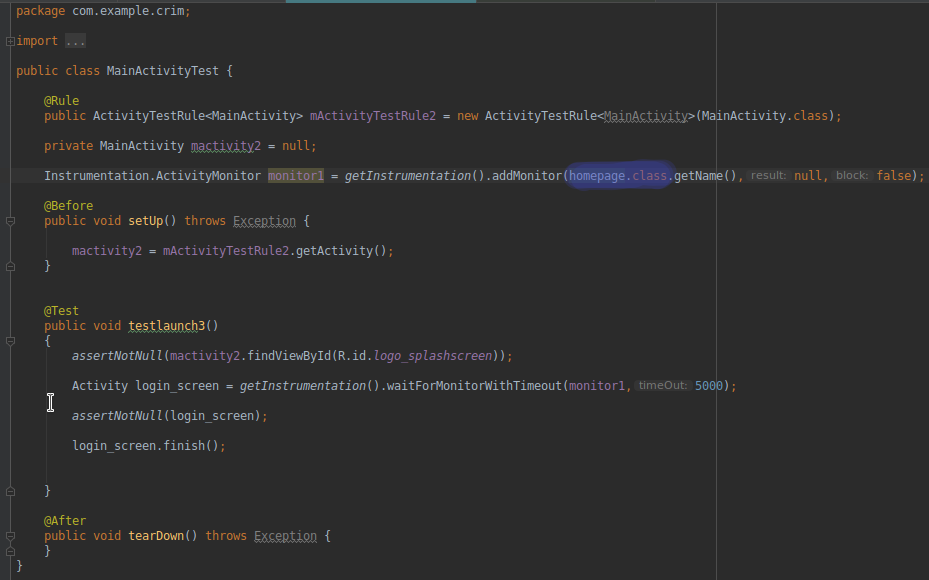 package com.example.crim;
import ...
public class MainActivityTest {
@Rule
public ActivityTestRule<MainActivity> mActivityTestRule2 = new ActivityTestRule<MainActivity>(MainActivity.class);
private MainActivity mactivity2 = null;
Instrumentation.ActivityMonitor monitor1 = getInstrumentation().addMonitor(homepage.class.getName(), result: null, block: false);
@Before
public void setUp() throws Exception {
mactivity2 = mActivityTestRule2.getActivity();
}
@Test
public void testlaunch3()
{
assertNotNull(mactivity2.findViewById(R.id.logo_splashscreen));
Activity login_screen = getInstrumentation().waitForMonitorWithTimeout(monitor1, timeOut: 5000);
assertNotNull(login_screen);
login_screen.finish();
}
@After
public void tearDown() throws Exception {
}
}